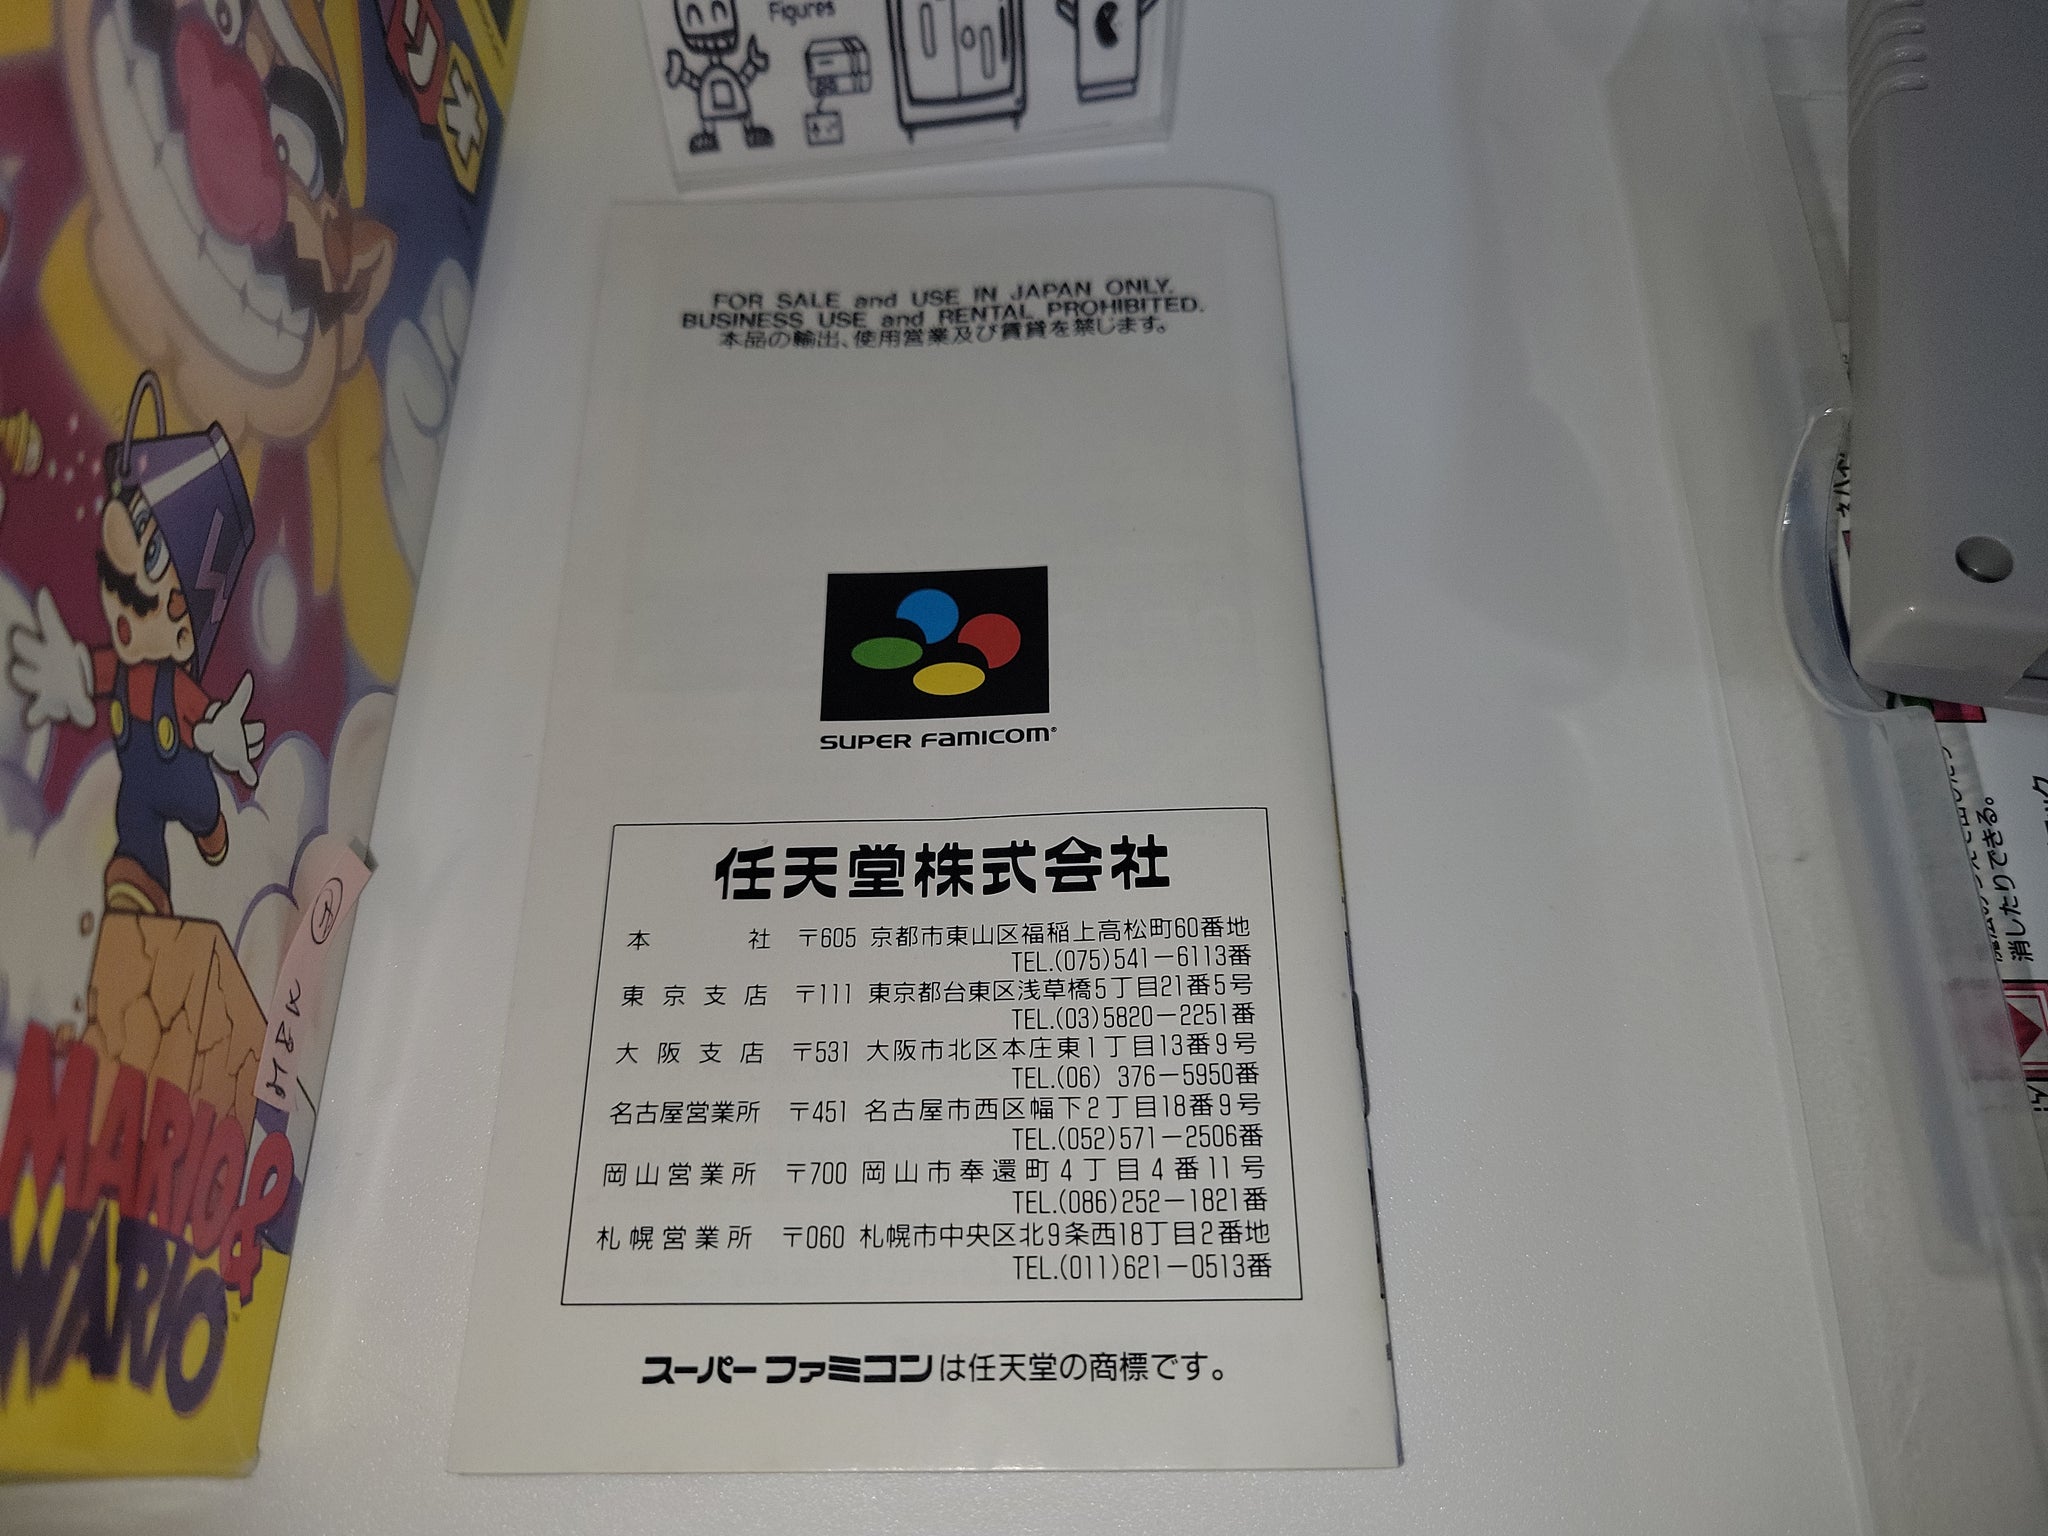 Figures
FOR SALE and USE IN JAPAN ONLY.
BUSINESS USE and RENTAL PROHIBITED.
本品の輸出、使用営業及び賃貸を禁じます。
SUPER FAMICOM®
任天堂株式会社
本社 〒605 京都市東山区福稲上高松町60番地
TEL.(075)541－6113番
東京支店 〒111 東京都台東区浅草橋5丁目21番5号
TEL.(03)5820－2251番
大阪支店 〒531 大阪市北区本庄東1丁目13番9号
TEL.(06) 376－5950番
名古屋営業所 〒451 名古屋市西区幅下2丁目18番9号
TEL.(052)571－2506番
岡山営業所 〒700 岡山市奉還町4丁目4番11号
TEL.(086)252－1821番
札幌営業所 〒060 札幌市中央区北9条西18丁目2番地
TEL.(011)621－0513番
スーパーファミコンは任天堂の商標です。
MARIO &
WARIO™
消したりできる。